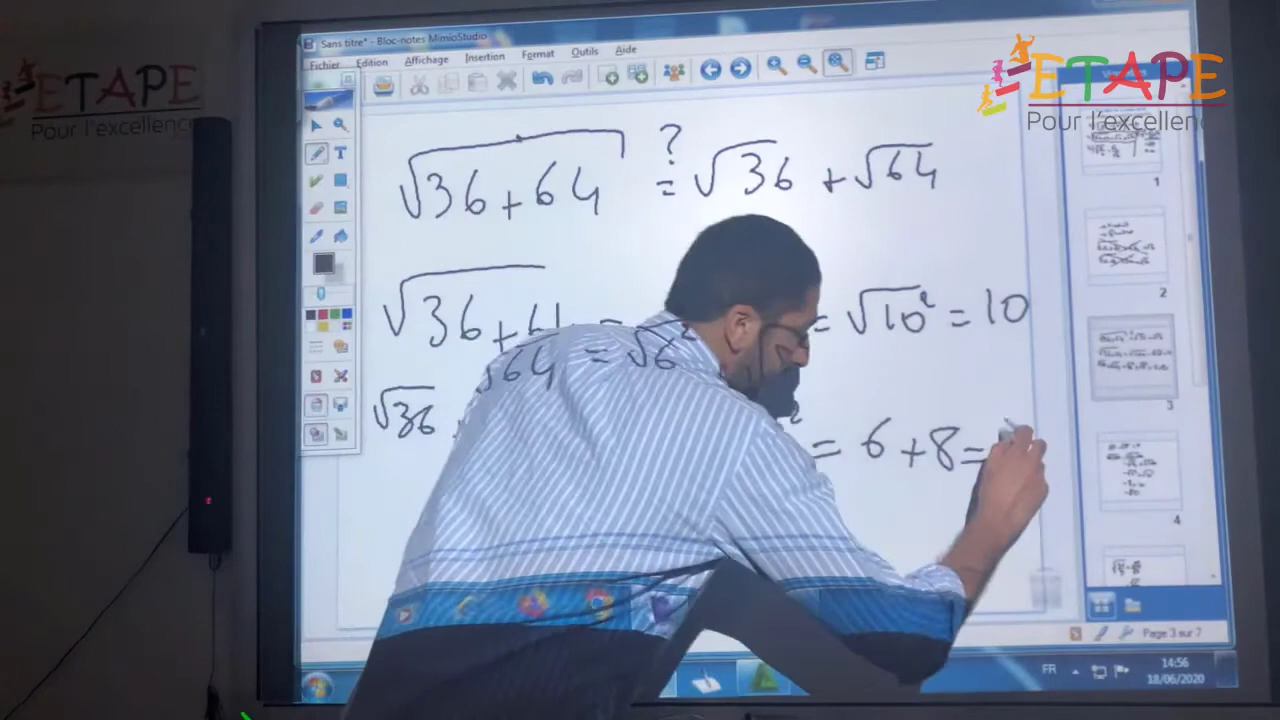 ETAPE
Pour l'excellence
Sans titre* - Bloc-notes MimioStudio
Fichier Edition Affichage Insertion Format Outils Aide
ETAPE
Pour l'excellenc
√36+64 ?= √36 + √64
√36+64 = = √10² = 10
√36 √64 = √6² = 6+8=
1
2
3
4
Page 3 sur 7
FR
14:56
18/06/2020